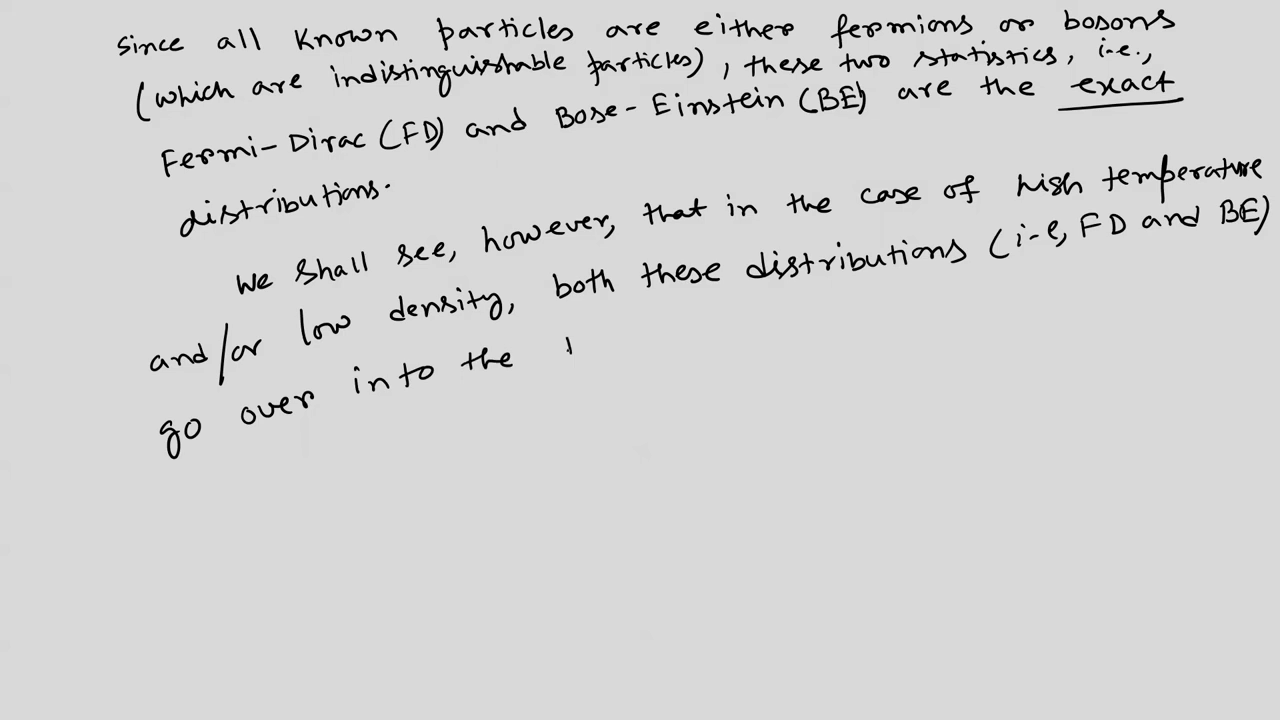 since all known particles are either fermions or bosons
(which are indistinguishable particles), these two statistics, i.e.,
Fermi-Dirac (FD) and Bose-Einstein (BE) are the exact
distributions.
We shall see, however, that in the case of high temperature
and/or low density, both these distributions (i-e, FD and BE)
go over into the